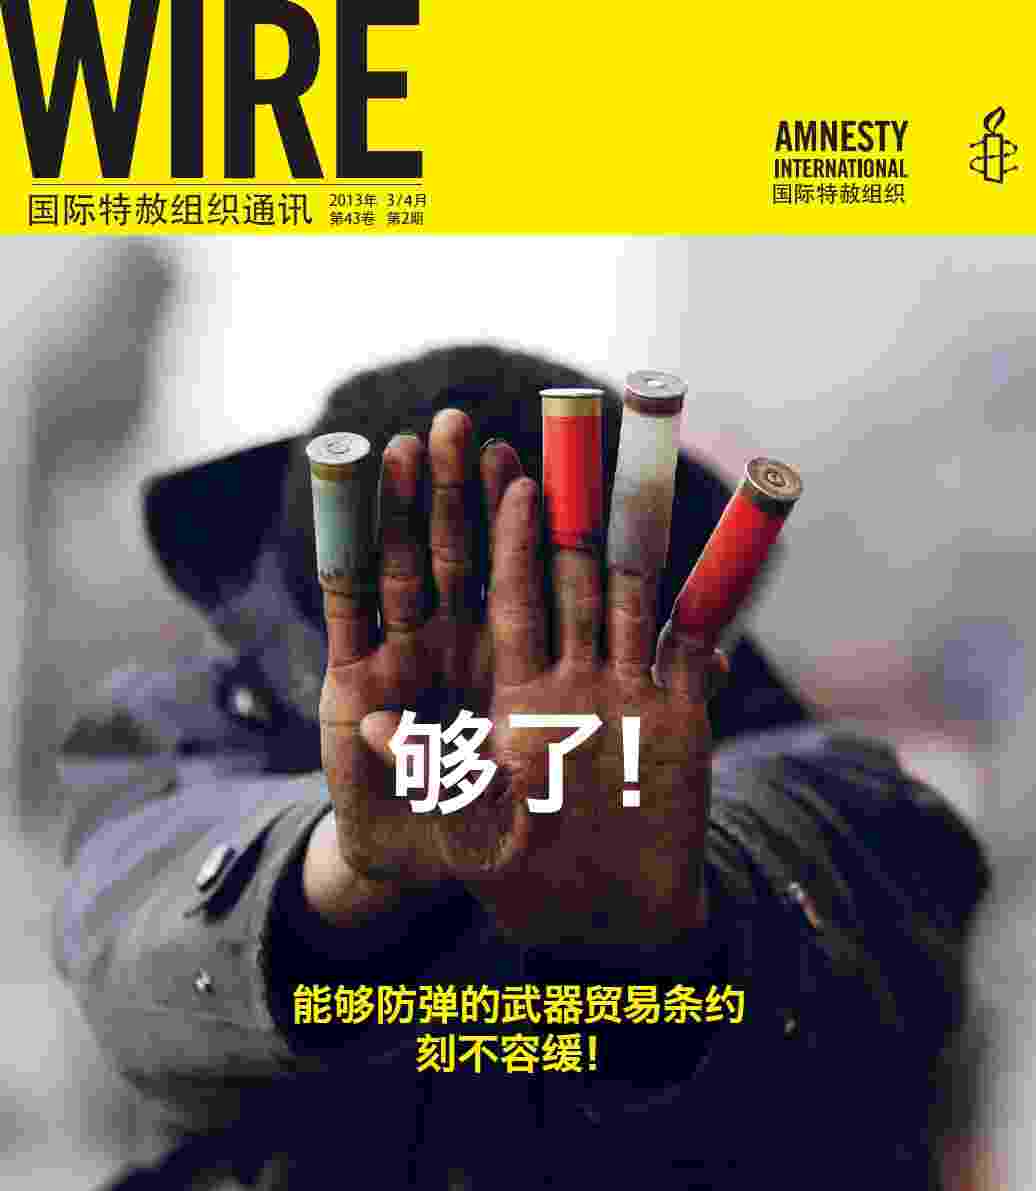 WIRE
国际特赦组织通讯
2013年 3/4月
第43卷 第2期
AMNESTY
INTERNATIONAL
国际特赦组织
够了!
能够防弹的武器贸易条约
刻不容缓!